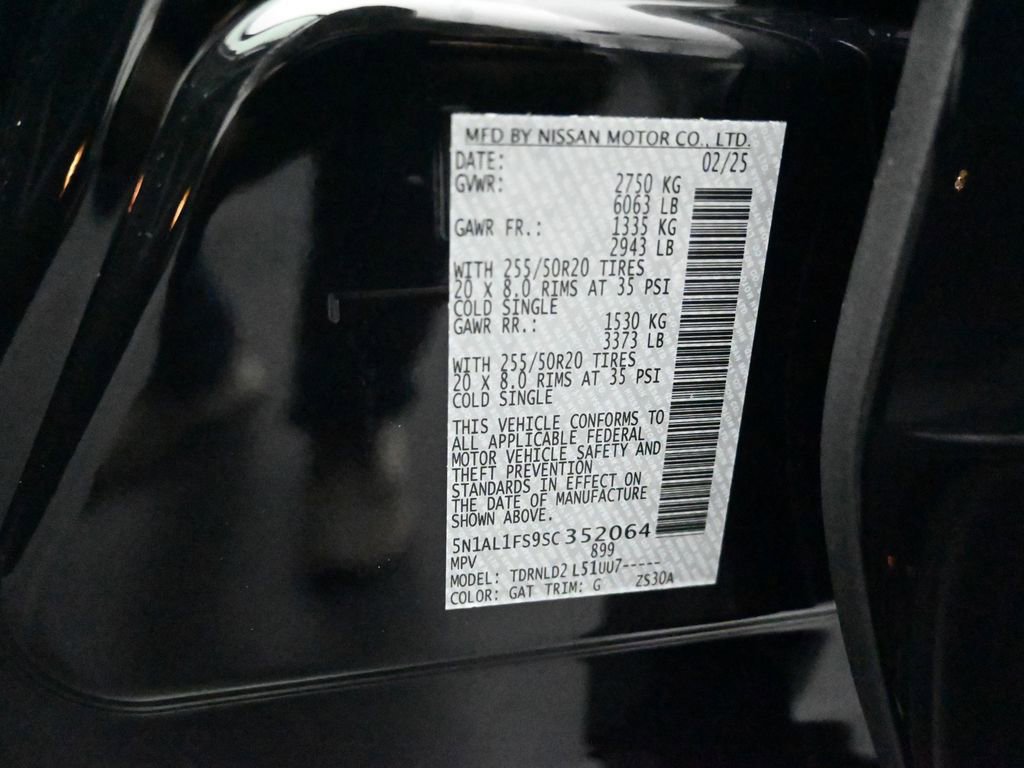 MFD BY NISSAN MOTOR CO., LTD.
DATE: 02/25
GVWR: 2750 KG
6063 LB
GAWR FR.: 1335 KG
2943 LB
WITH 255/50R20 TIRES
20 X 8.0 RIMS AT 35 PSI
COLD SINGLE
GAWR RR.: 1530 KG
3373 LB
WITH 255/50R20 TIRES
20 X 8.0 RIMS AT 35 PSI
COLD SINGLE
THIS VEHICLE CONFORMS TO
ALL APPLICABLE FEDERAL
MOTOR VEHICLE SAFETY AND
THEFT PREVENTION
STANDARDS IN EFFECT ON
THE DATE OF MANUFACTURE
SHOWN ABOVE.
5N1AL1FS9SC352064
MPV 899
MODEL: TDRNLD2 L51UU7-----
COLOR: GAT TRIM: G ZS30A